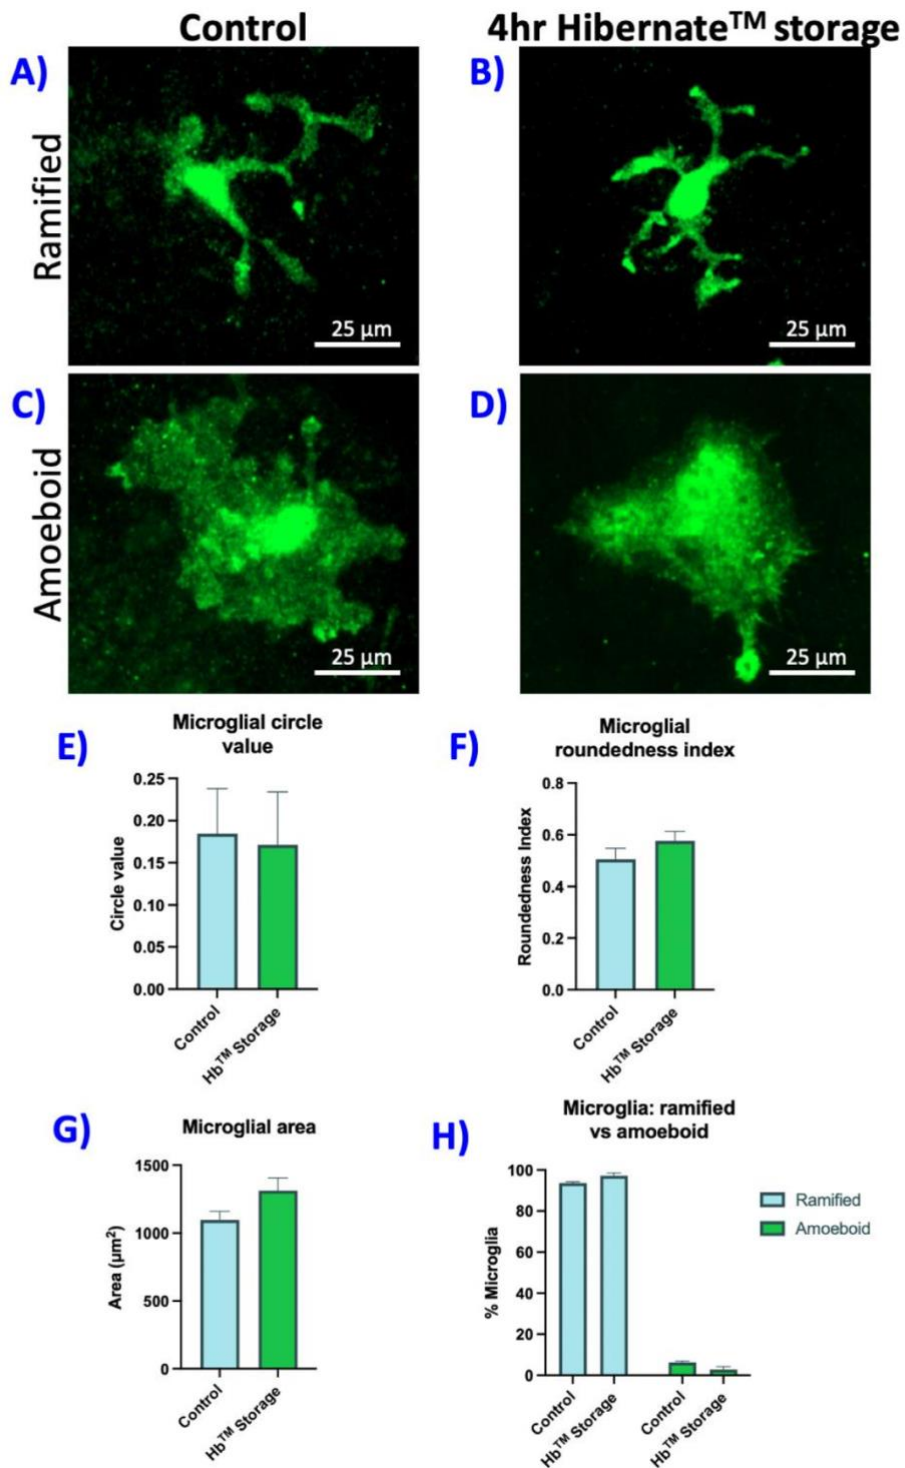 Control
4hr Hibernate™ storage
A)
B)
Ramified
25 µm
25 µm
C)
D)
Amoeboid
25 µm
25 µm
E)
Microglial circle
value
Circle value
0.25
0.20
0.15
0.10
0.05
0.00
Control
Hb™ Storage
F)
Microglial
roundedness index
Roundedness Index
0.8
0.6
0.4
0.2
0.0
Control
Hb™ Storage
G)
Microglial area
Area (µm²)
1500
1000
500
0
Control
Hb™ Storage
H)
Microglia: ramified
vs amoeboid
% Microglia
100
80
60
40
20
0
Control
Hb™ Storage
Control
Hb™ Storage
Ramified
Amoeboid